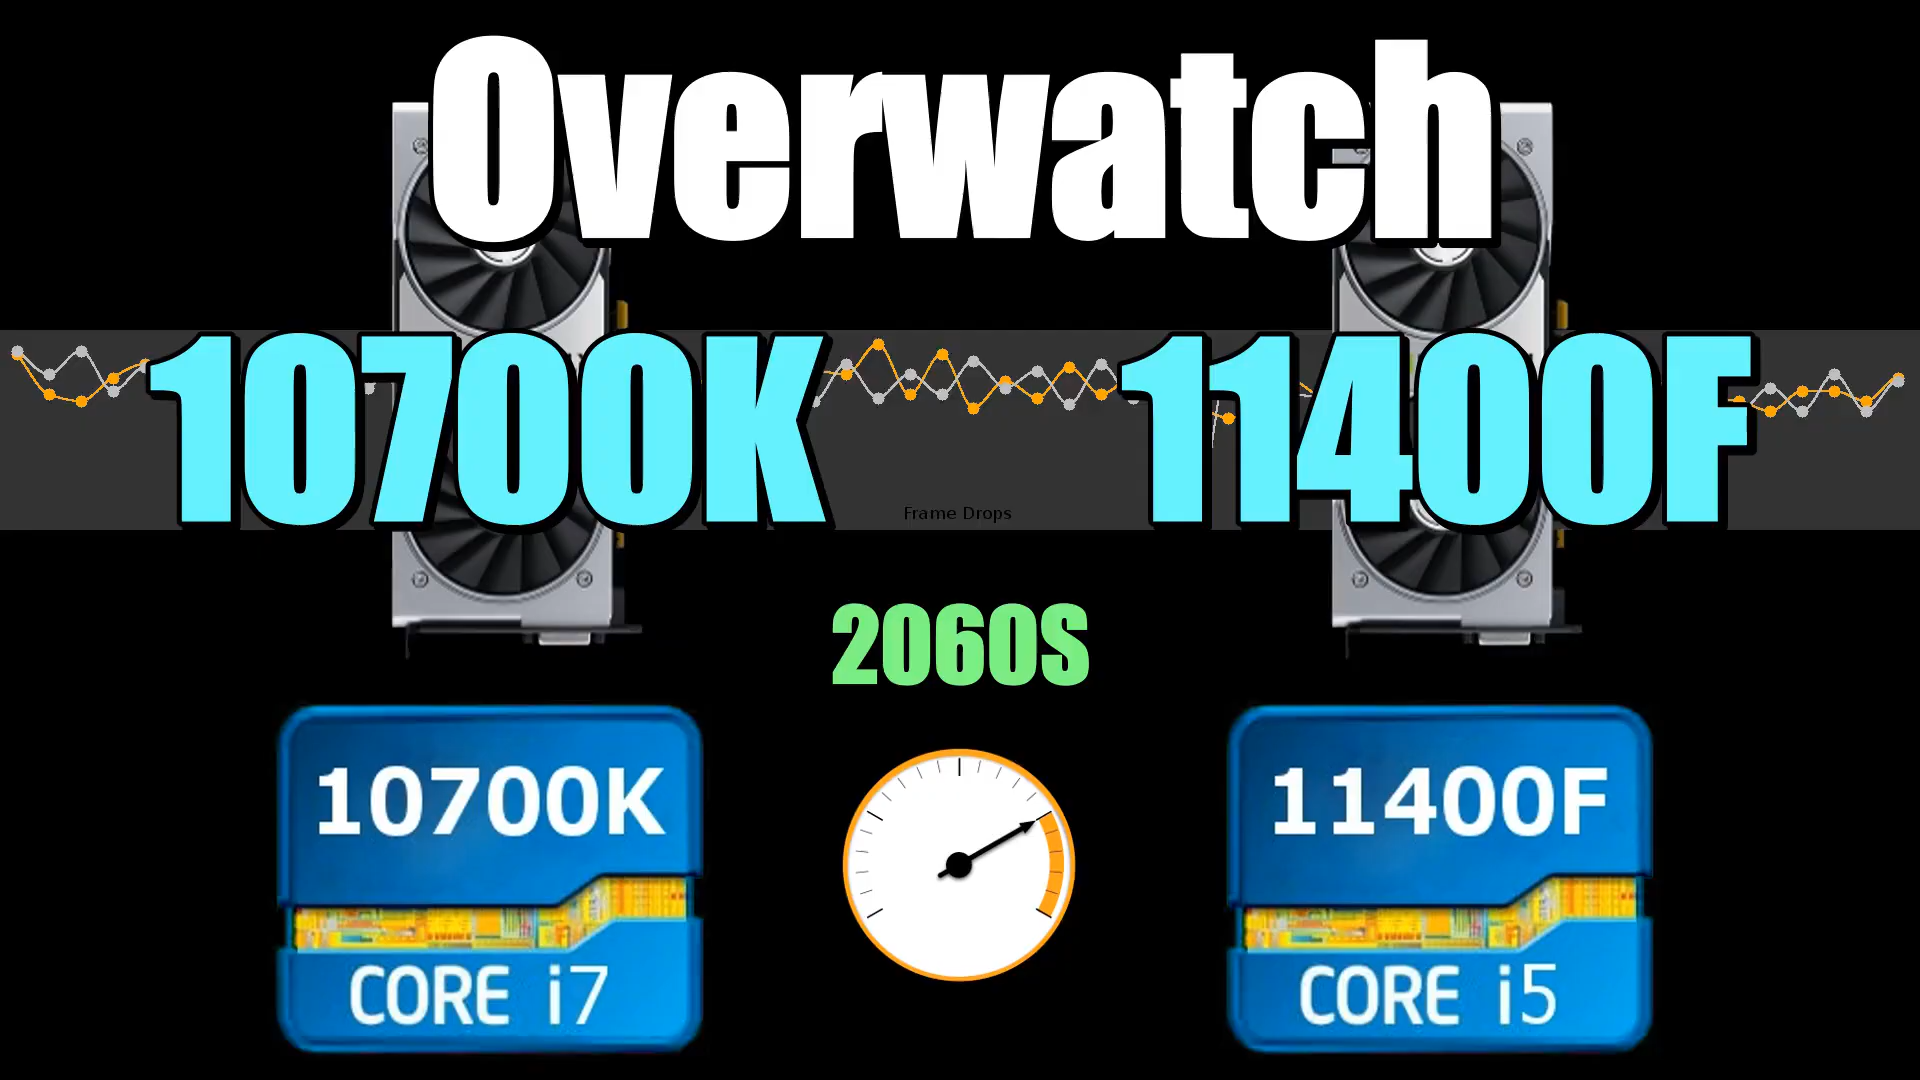 Overwatch
10700K 11400F
Frame Drops
2060S
10700K 11400F
CORE i7 CORE i5